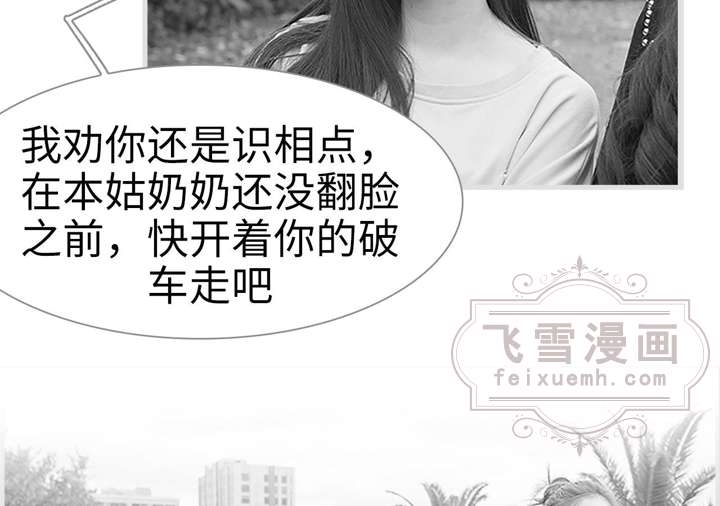 我劝你还是识相点，
在本姑奶奶还没翻脸
之前，快开着你的破
车走吧
飞雪漫画
feixuemh.com